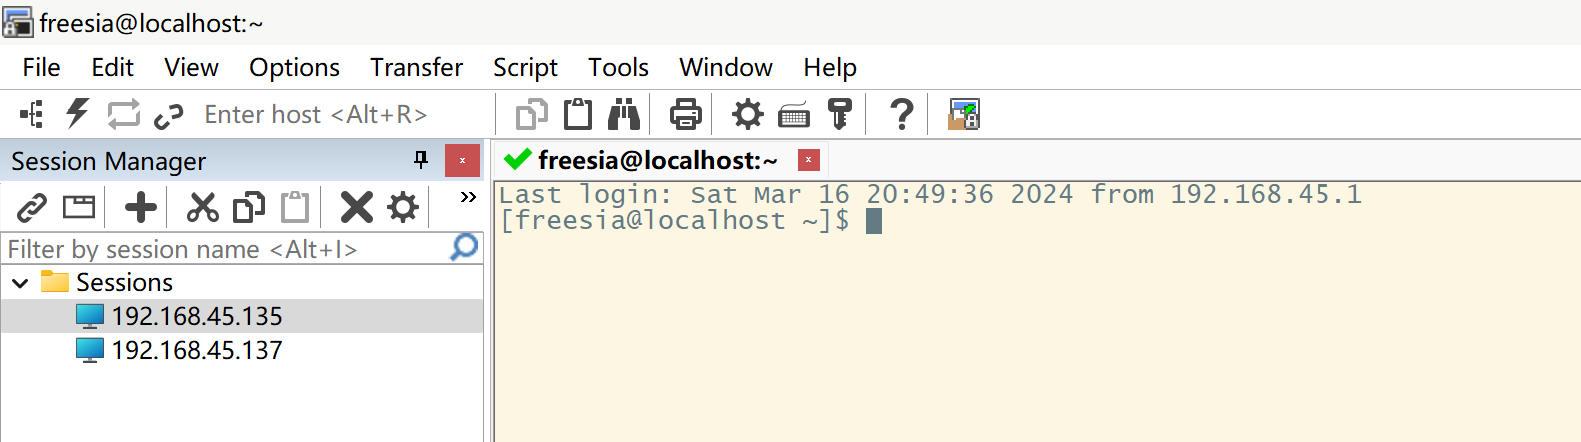 freesia@localhost:~
File Edit View Options Transfer Script Tools Window Help
Enter host <Alt+R>
Session Manager
freesia@localhost:~
Last login: Sat Mar 16 20:49:36 2024 from 192.168.45.1
[freesia@localhost ~]$
Filter by session name <Alt+I>
Sessions
192.168.45.135
192.168.45.137